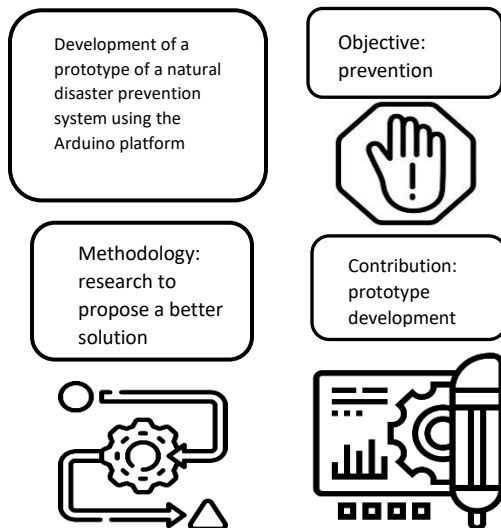 Development of a
prototype of a natural
disaster prevention
system using the
Arduino platform
Objective:
prevention
Methodology:
research to
propose a better
solution
Contribution:
prototype
development